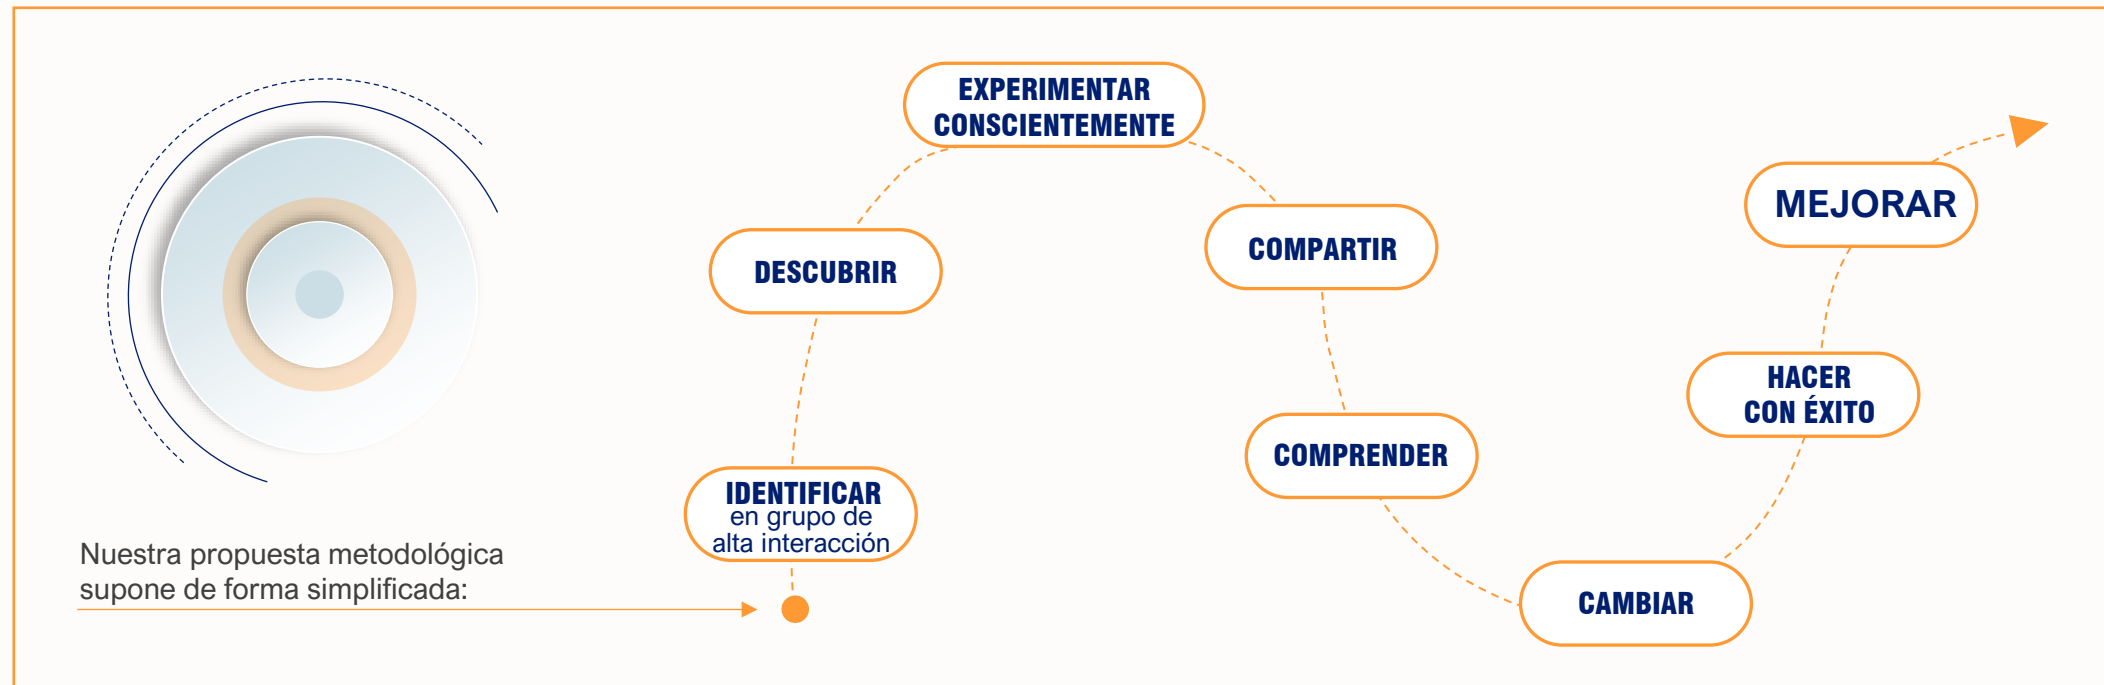 Nuestra propuesta metodológica
supone de forma simplificada:
IDENTIFICAR
en grupo de
alta interacción
DESCUBRIR
EXPERIMENTAR
CONSCIENTEMENTE
COMPARTIR
COMPRENDER
CAMBIAR
HACER
CON ÉXITO
MEJORAR